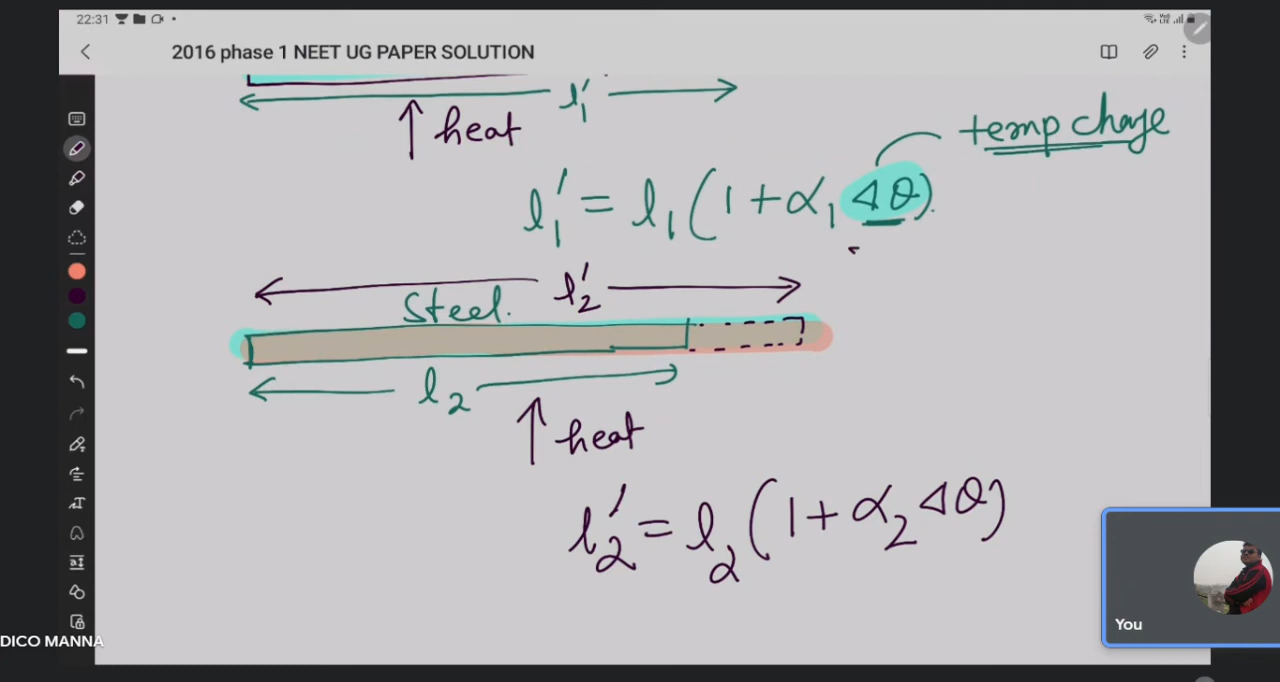 22:31
2016 phase 1 NEET UG PAPER SOLUTION
l₁'
heat
temp change
l₁' = l₁ (1 + α₁ Δθ).
l₂'
Steel.
l₂
heat
l₂' = l₂ (1 + α₂ Δθ)
You
DICO MANNA